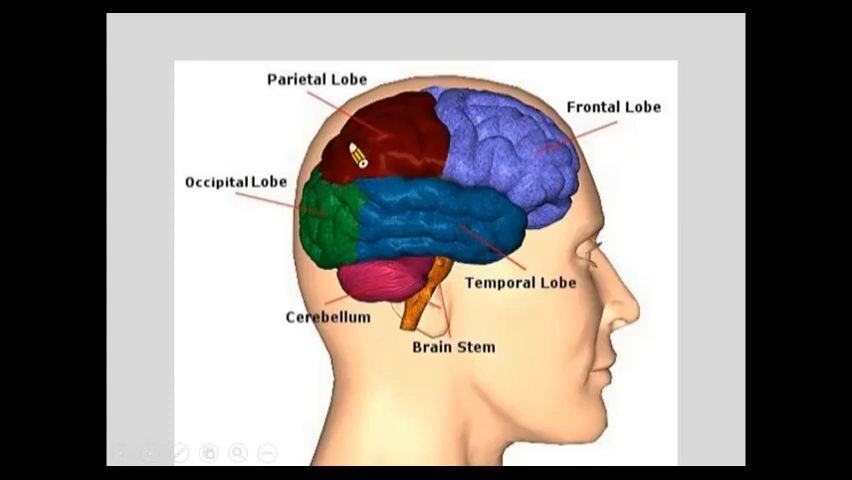 Parietal Lobe
Frontal Lobe
Occipital Lobe
Temporal Lobe
Cerebellum
Brain Stem